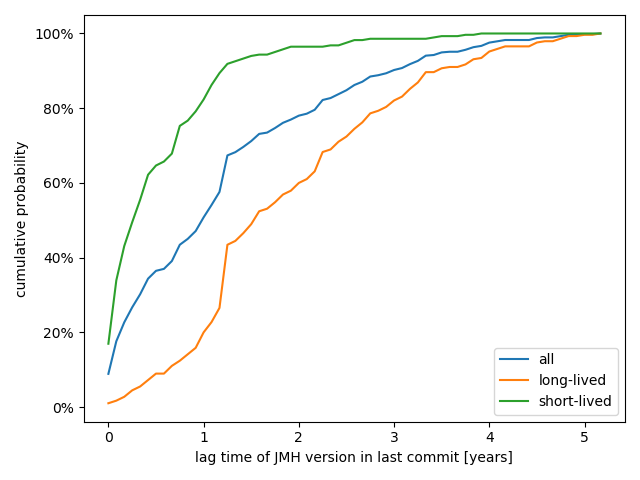 100%
80%
60%
40%
20%
0%
cumulative probability
0 1 2 3 4 5
lag time of JMH version in last commit [years]
all
long-lived
short-lived